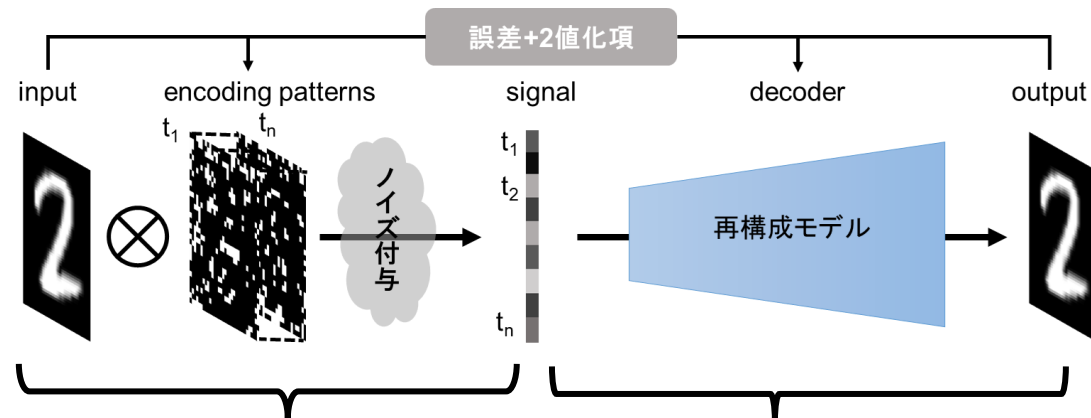 誤差+2値化項
input
encoding patterns
signal
decoder
output
t1
tn
ノイズ付与
t1
t2
tn
再構成モデル